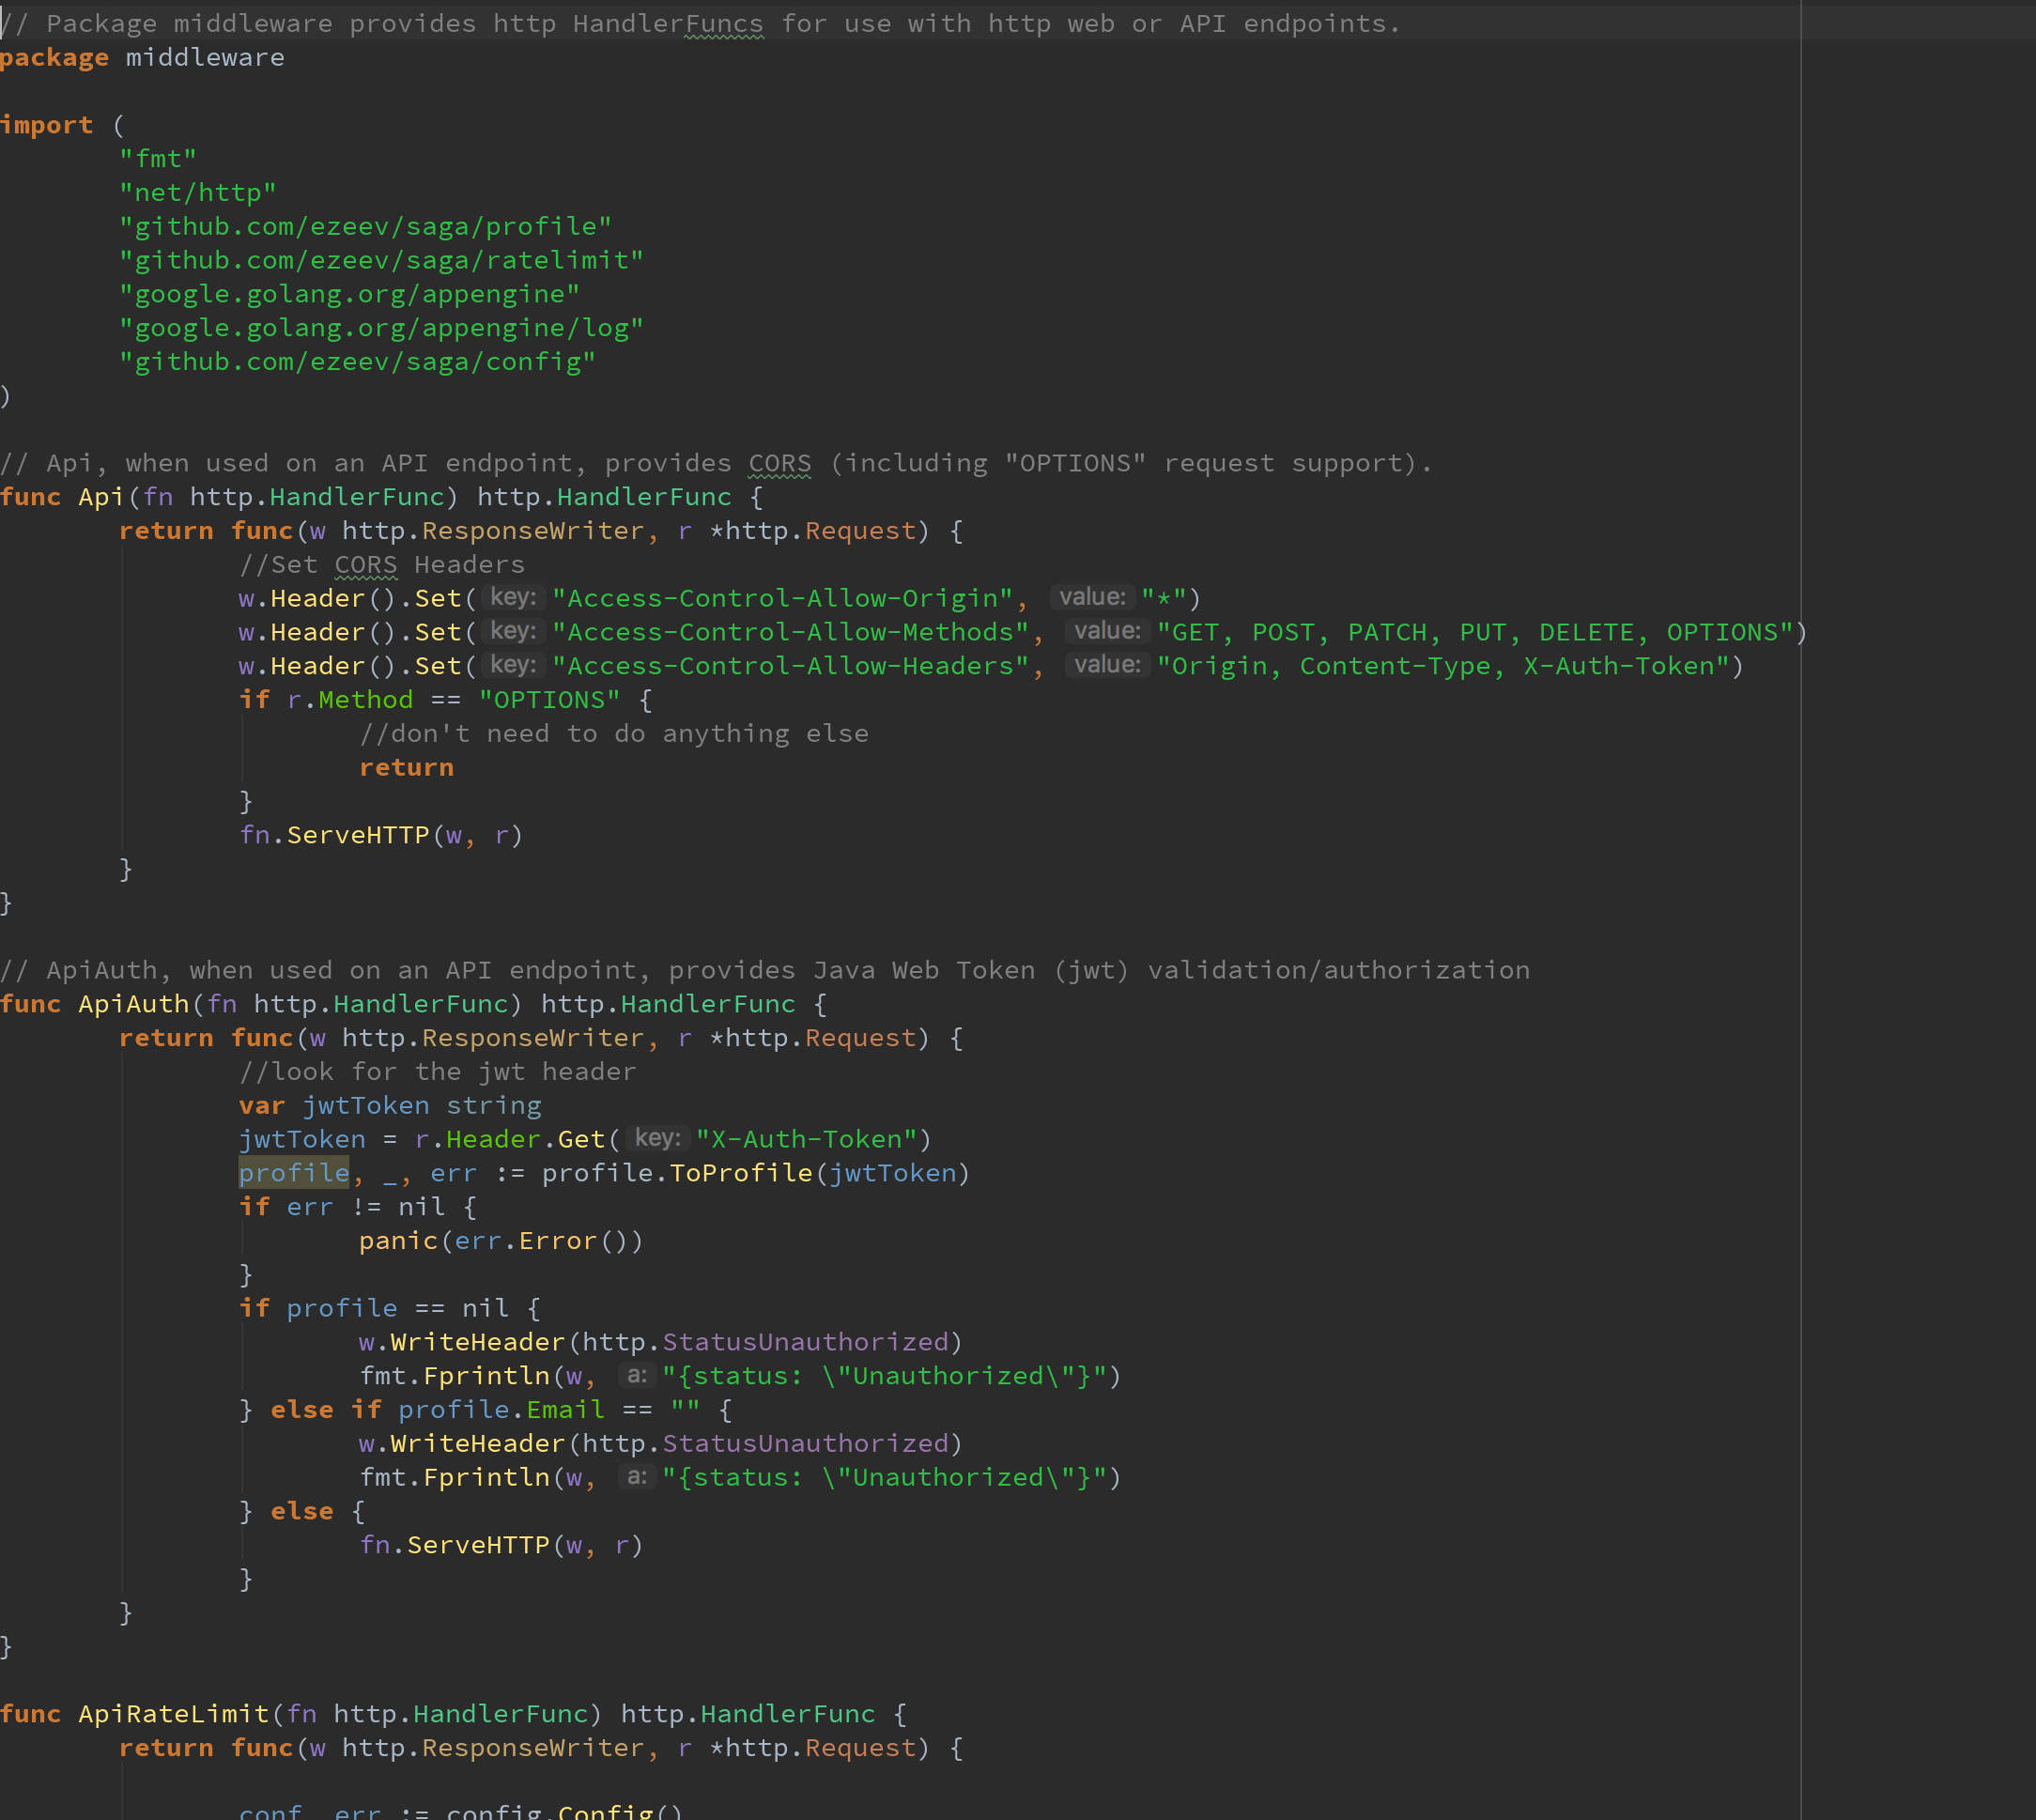 // Package middleware provides http HandlerFuncs for use with http web or API endpoints.
package middleware
import (
"fmt"
"net/http"
"github.com/ezeev/saga/profile"
"github.com/ezeev/saga/ratelimit"
"google.golang.org/appengine"
"google.golang.org/appengine/log"
"github.com/ezeev/saga/config"
)
// Api, when used on an API endpoint, provides CORS (including "OPTIONS" request support).
func Api(fn http.HandlerFunc) http.HandlerFunc {
return func(w http.ResponseWriter, r *http.Request) {
//Set CORS Headers
w.Header().Set( key: "Access-Control-Allow-Origin", value: "*")
w.Header().Set( key: "Access-Control-Allow-Methods", value: "GET, POST, PATCH, PUT, DELETE, OPTIONS")
w.Header().Set( key: "Access-Control-Allow-Headers", value: "Origin, Content-Type, X-Auth-Token")
if r.Method == "OPTIONS" {
//don't need to do anything else
return
}
fn.ServeHTTP(w, r)
}
}
// ApiAuth, when used on an API endpoint, provides Java Web Token (jwt) validation/authorization
func ApiAuth(fn http.HandlerFunc) http.HandlerFunc {
return func(w http.ResponseWriter, r *http.Request) {
//look for the jwt header
var jwtToken string
jwtToken = r.Header.Get( key: "X-Auth-Token")
profile, _, err := profile.ToProfile(jwtToken)
if err != nil {
panic(err.Error())
}
if profile == nil {
w.WriteHeader(http.StatusUnauthorized)
fmt.Fprintln(w, a: "{status: \"Unauthorized\"}")
} else if profile.Email == "" {
w.WriteHeader(http.StatusUnauthorized)
fmt.Fprintln(w, a: "{status: \"Unauthorized\"}")
} else {
fn.ServeHTTP(w, r)
}
}
}
func ApiRateLimit(fn http.HandlerFunc) http.HandlerFunc {
return func(w http.ResponseWriter, r *http.Request) {
conf, err := config.Config()